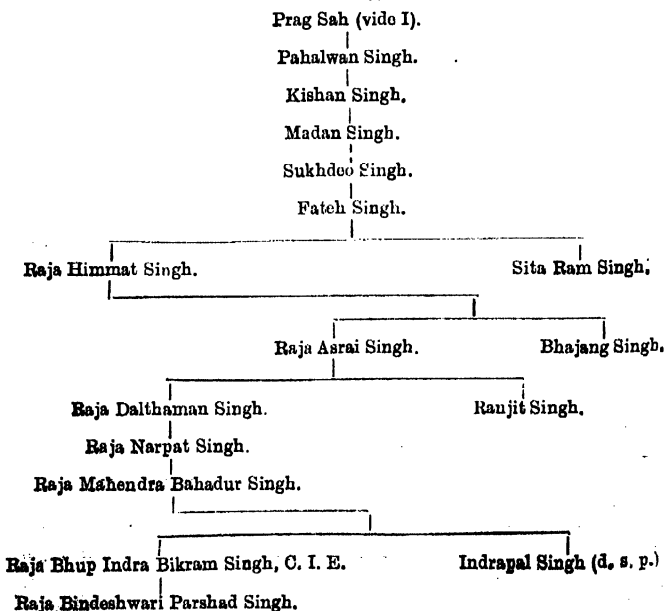 Prag Sah (vide I).
Pahalwan Singh.
Kishan Singh.
Madan Singh.
Sukhdeo Singh.
Fateh Singh.
Raja Himmat Singh. Sita Ram Singh.
Raja Asrai Singh. Bhajang Singh.
Raja Dalthaman Singh. Ranjit Singh.
Raja Narpat Singh.
Raja Mahendra Bahadur Singh.
Raja Bhup Indra Bikram Singh, C. I. E. Indrapal Singh (d. s. p.)
Raja Bindeshwari Parshad Singh.